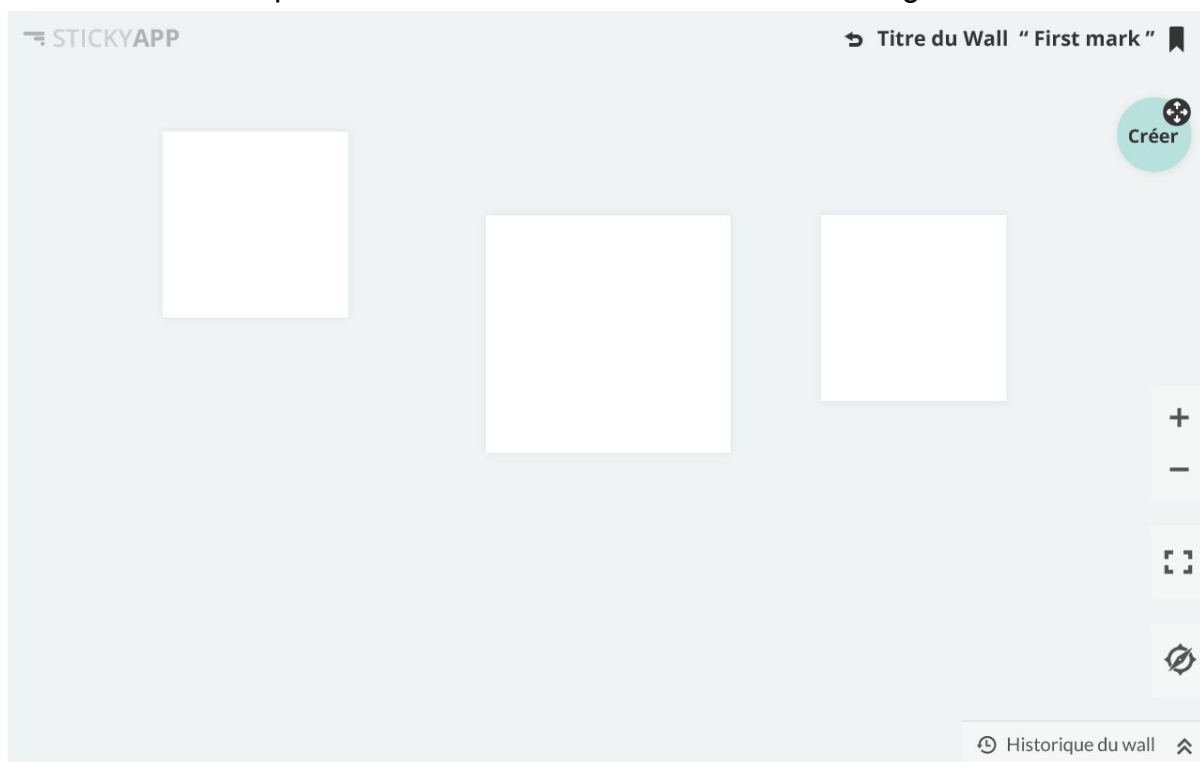 STICKYAPP
Titre du Wall “ First mark ”
Créer
Historique du wall